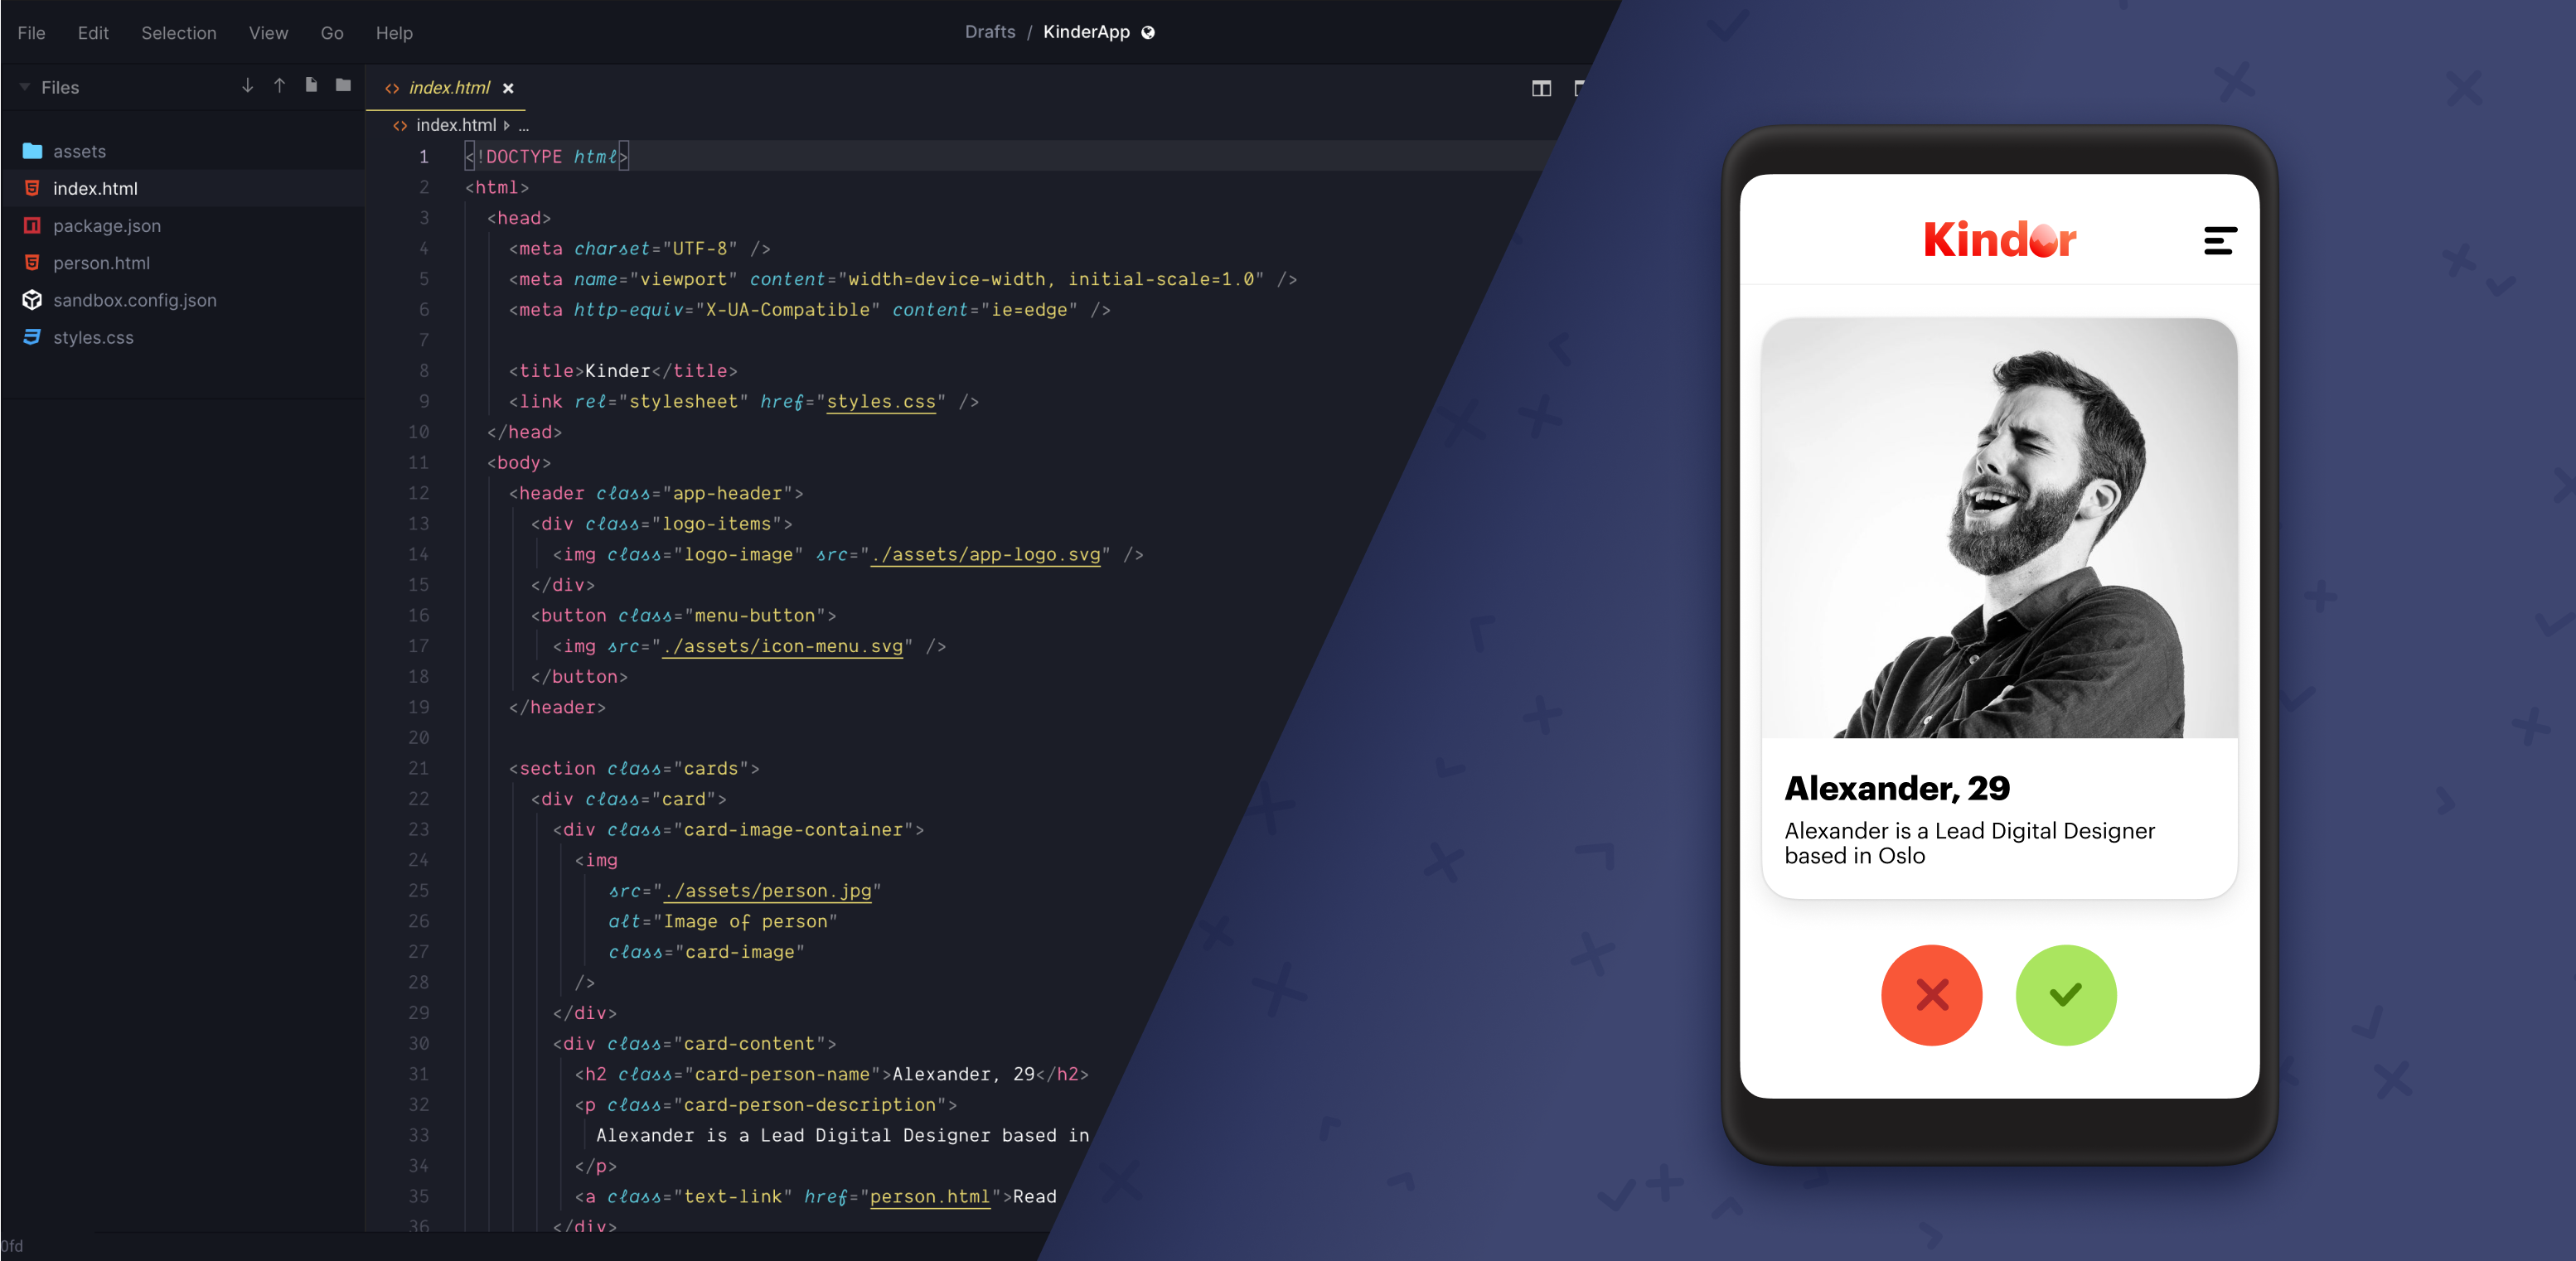 File Edit Selection View Go Help
Drafts / KinderApp
Files
assets
index.html
package.json
person.html
sandbox.config.json
styles.css
0fd
index.html
index.html ...
1 <!DOCTYPE html>
2 <html>
3 <head>
4 <meta charset="UTF-8" />
5 <meta name="viewport" content="width=device-width, initial-scale=1.0" />
6 <meta http-equiv="X-UA-Compatible" content="ie=edge" />
7
8 <title>Kinder</title>
9 <link rel="stylesheet" href="styles.css" />
10 </head>
11 <body>
12 <header class="app-header">
13 <div class="logo-items">
14 <img class="logo-image" src="./assets/app-logo.svg" />
15 </div>
16 <button class="menu-button">
17 <img src="./assets/icon-menu.svg" />
18 </button>
19 </header>
20
21 <section class="cards">
22 <div class="card">
23 <div class="card-image-container">
24 <img
25 src="./assets/person.jpg"
26 alt="Image of person"
27 class="card-image"
28 />
29 </div>
30 <div class="card-content">
31 <h2 class="card-person-name">Alexander, 29</h2>
32 <p class="card-person-description">
33 Alexander is a Lead Digital Designer based in
34 </p>
35 <a class="text-link" href="person.html">Read
36 </div>
Kinder
Alexander, 29
Alexander is a Lead Digital Designer
based in Oslo